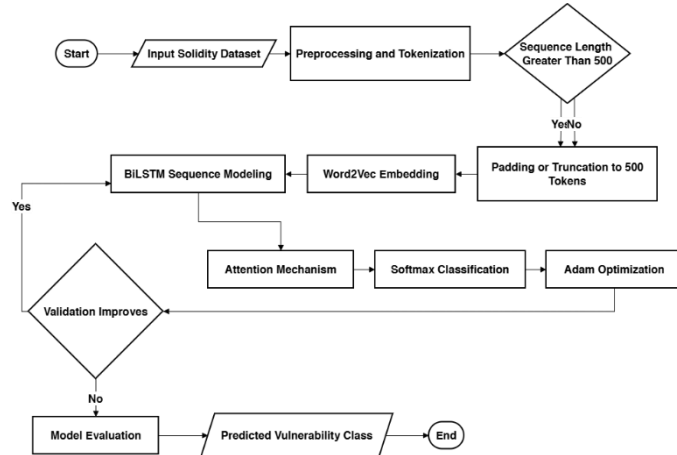 Start
Input Solidity Dataset
Preprocessing and Tokenization
Sequence Length
Greater Than 500
Yes
No
Padding or Truncation to 500
Tokens
Word2Vec Embedding
BiLSTM Sequence Modeling
Yes
Attention Mechanism
Softmax Classification
Adam Optimization
Validation Improves
No
Model Evaluation
Predicted Vulnerability Class
End